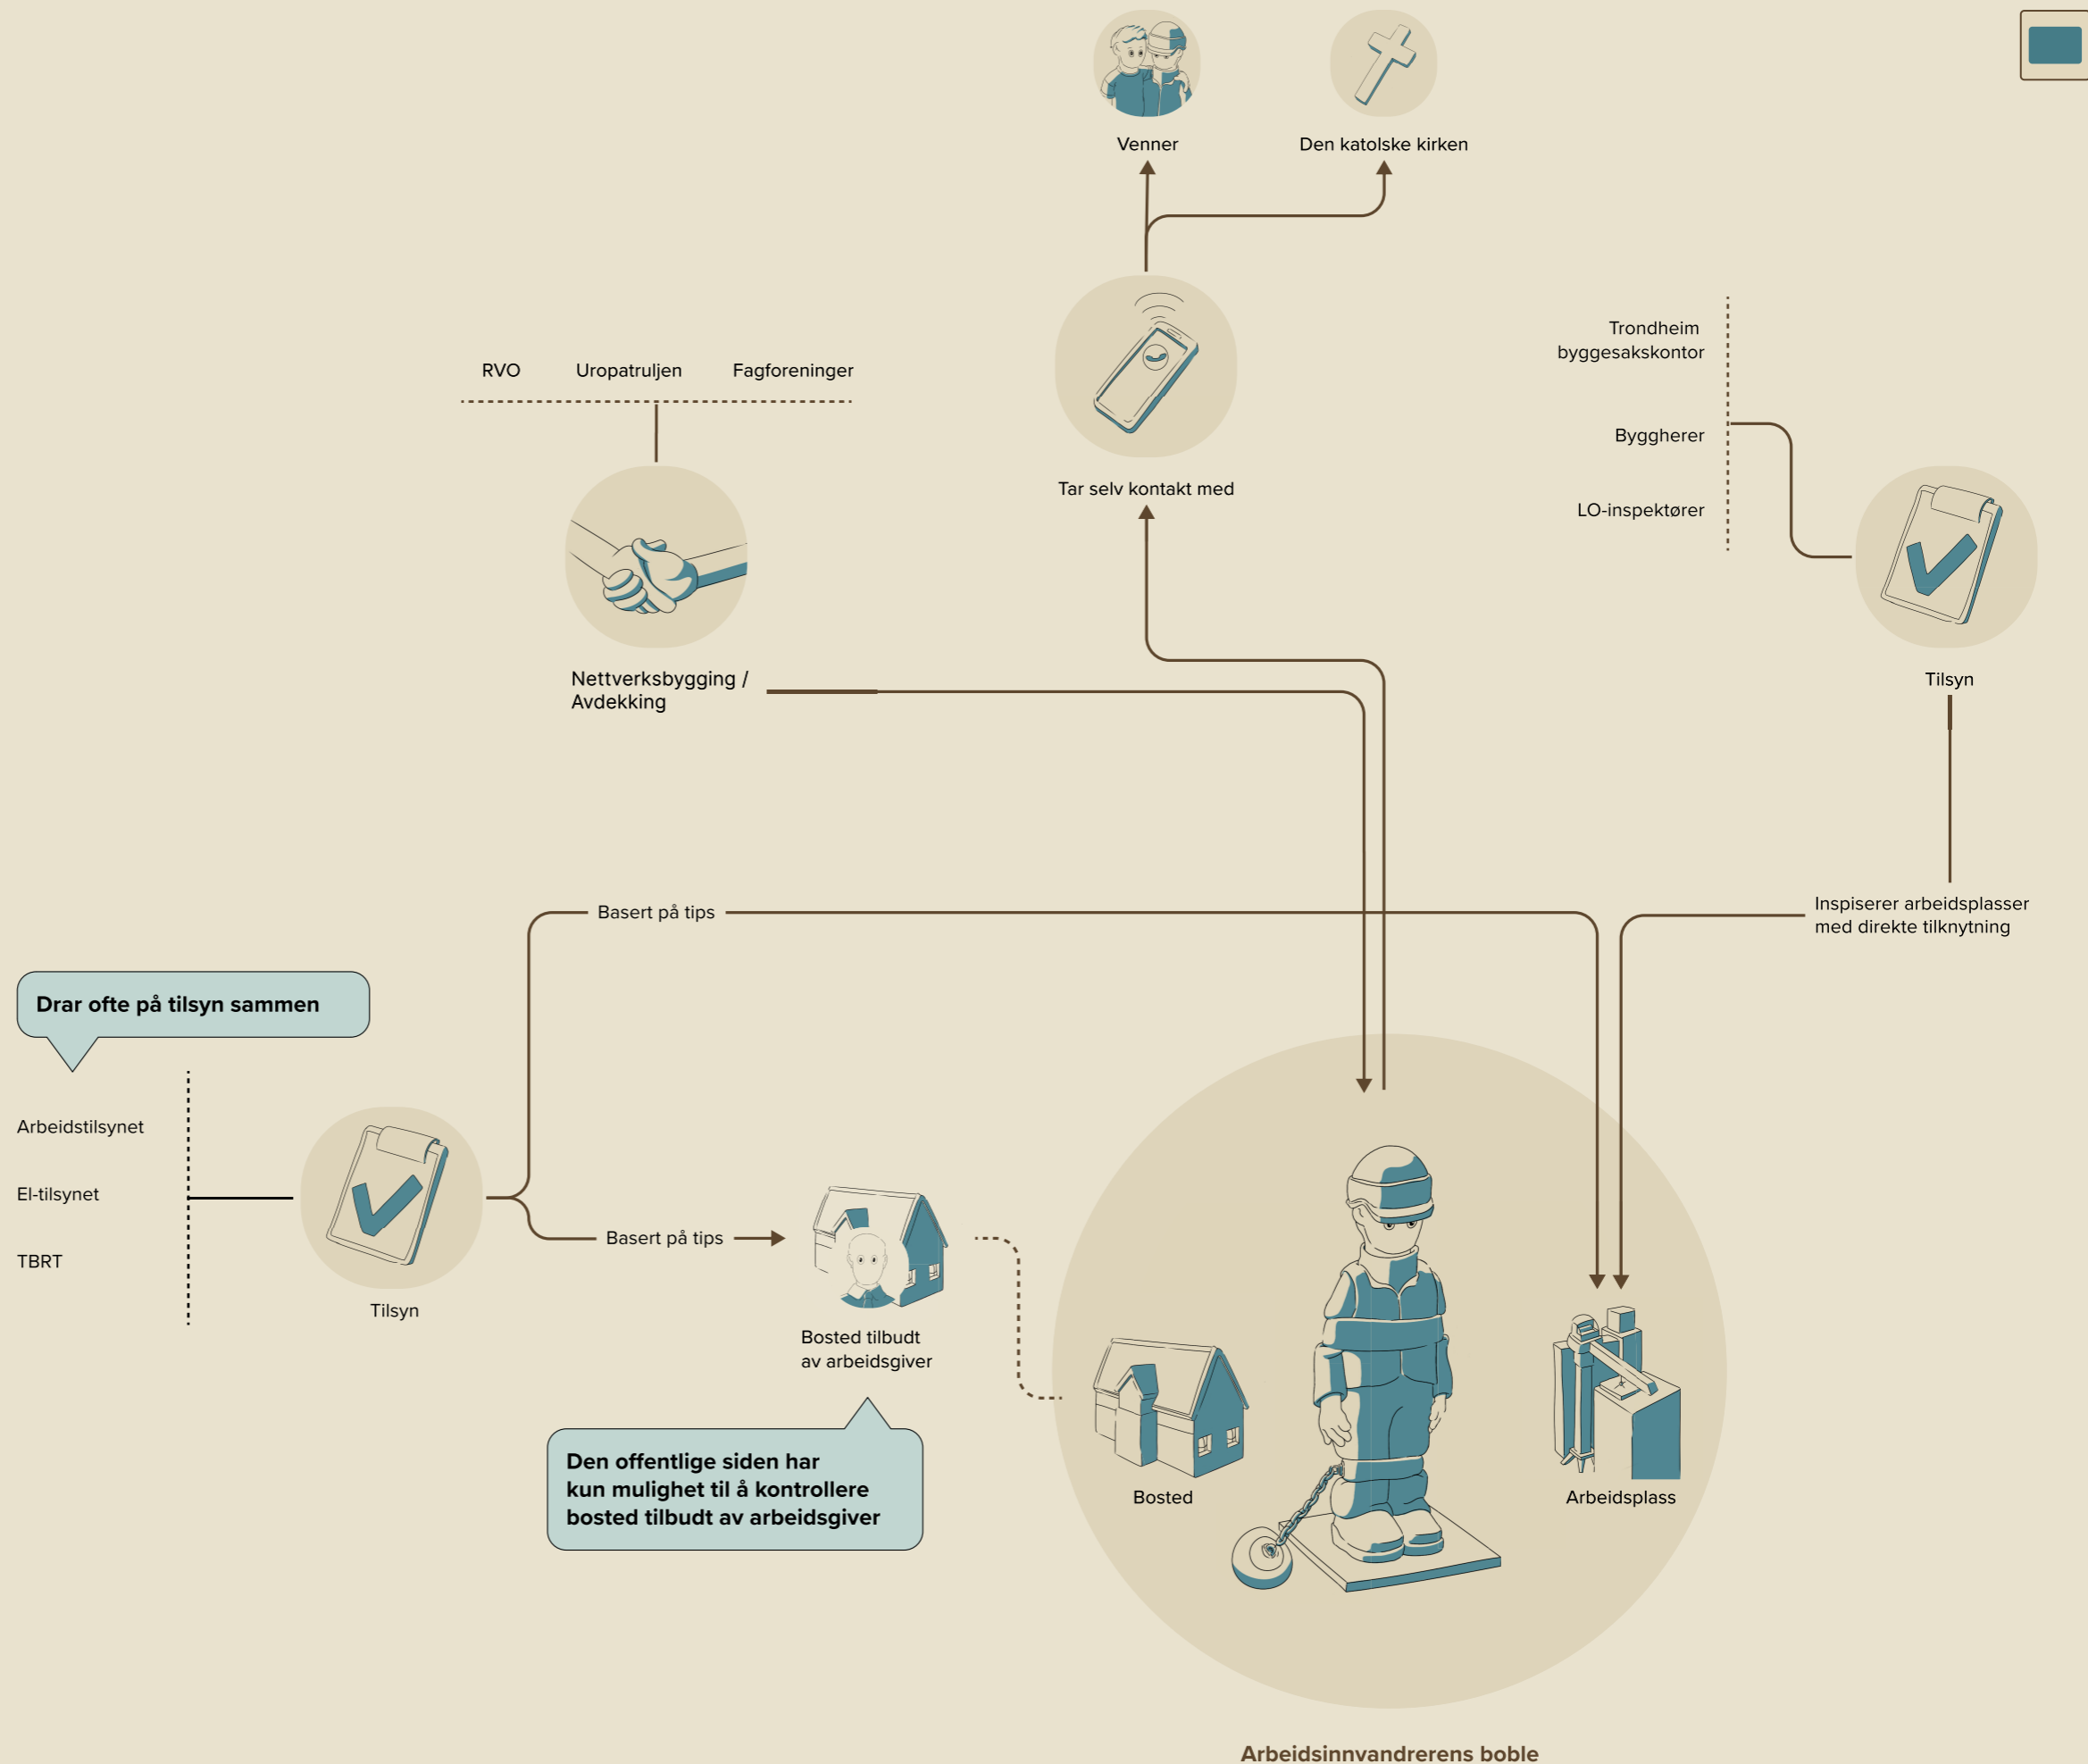 Venner
Den katolske kirken
Trondheim
byggesakskontor
RVO
Uropatruljen
Fagforeninger
Byggherer
Tar selv kontakt med
LO-inspektører
Nettverksbygging /
Avdekking
Tilsyn
Inspiserer arbeidsplasser
med direkte tilknytning
Basert på tips
Drar ofte på tilsyn sammen
Arbeidstilsynet
El-tilsynet
TBRT
Tilsyn
Basert på tips
Bosted tilbudt
av arbeidsgiver
Den offentlige siden har
kun mulighet til å kontrollere
bosted tilbudt av arbeidsgiver
Bosted
Arbeidsplass
Arbeidsinnvandrerens boble